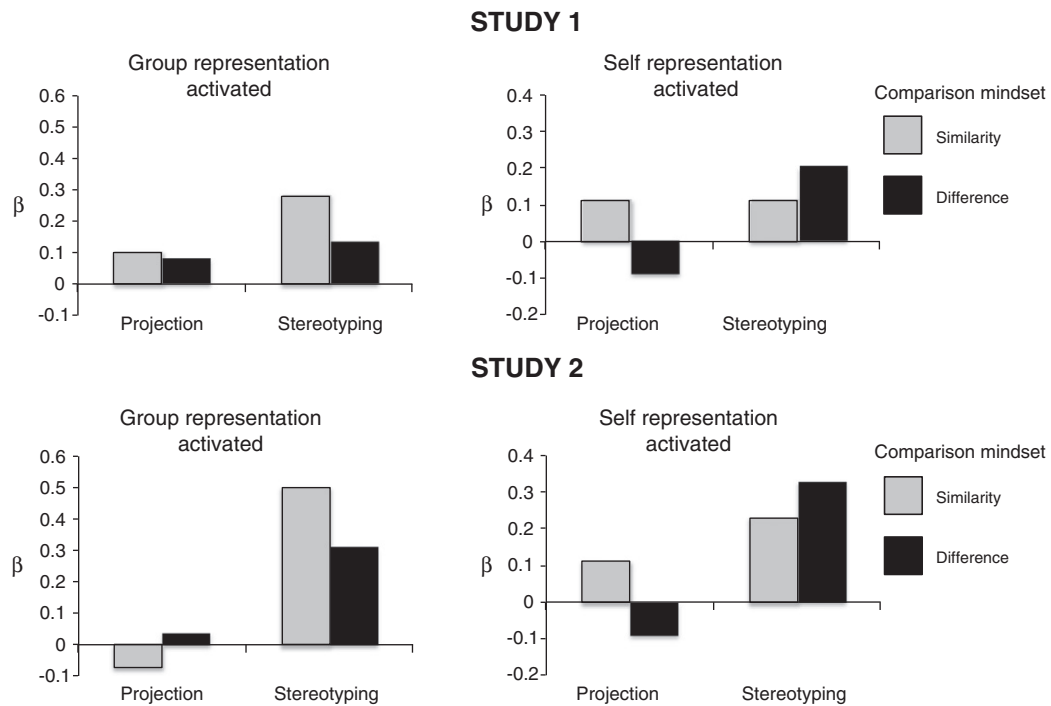 STUDY 1
Group representation
activated
0.6
0.5
0.4
0.3
0.2
0.1
0
-0.1
β
Projection
Stereotyping
Self representation
activated
0.4
0.3
0.2
0.1
0
-0.1
-0.2
β
Projection
Stereotyping
Comparison mindset
Similarity
Difference
STUDY 2
Group representation
activated
0.6
0.5
0.4
0.3
0.2
0.1
0
-0.1
β
Projection
Stereotyping
Self representation
activated
0.4
0.3
0.2
0.1
0
-0.1
-0.2
β
Projection
Stereotyping
Comparison mindset
Similarity
Difference